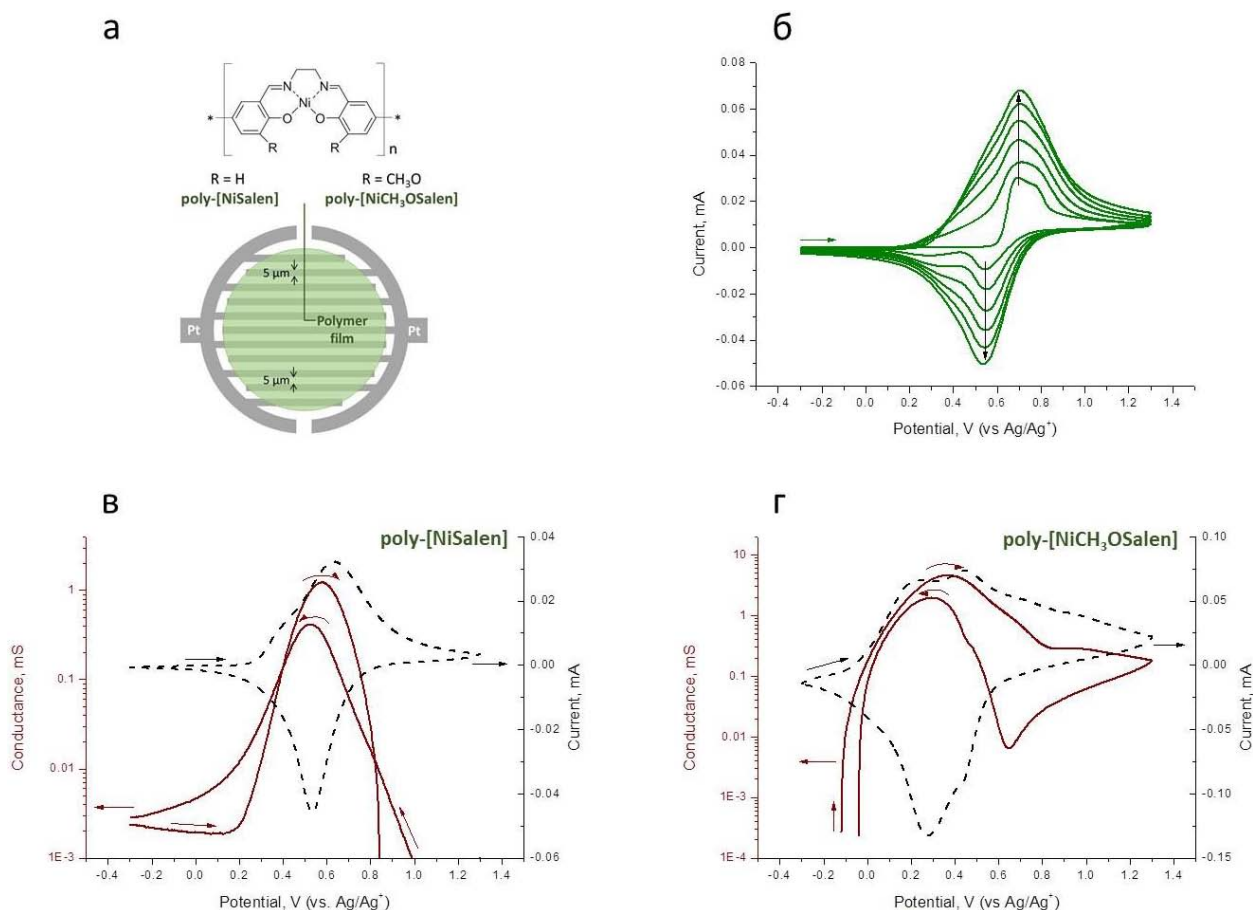 а
N
N
Ni
O
O
*
*
R
R
n
R = H
R = CH₃O
poly-[NiSalen]
poly-[NiCH₃OSalen]
5 µm
Pt
Polymer
film
Pt
5 µm
б
0.08
0.06
0.04
0.02
0.00
-0.02
-0.04
-0.06
Current, mA
-0.4 -0.2 0.0 0.2 0.4 0.6 0.8 1.0 1.2 1.4
Potential, V (vs Ag/Ag⁺)
в
poly-[NiSalen]
1
0.1
0.01
1E-3
Conductance, mS
0.04
0.02
0.00
-0.02
-0.04
-0.06
Current, mA
-0.4 -0.2 0.0 0.2 0.4 0.6 0.8 1.0 1.2 1.4
Potential, V (vs. Ag/Ag⁺)
г
poly-[NiCH₃OSalen]
10
1
0.1
0.01
1E-3
1E-4
Conductance, mS
0.10
0.05
0.00
-0.05
-0.10
-0.15
Current, mA
-0.4 -0.2 0.0 0.2 0.4 0.6 0.8 1.0 1.2 1.4
Potential, V (vs Ag/Ag⁺)